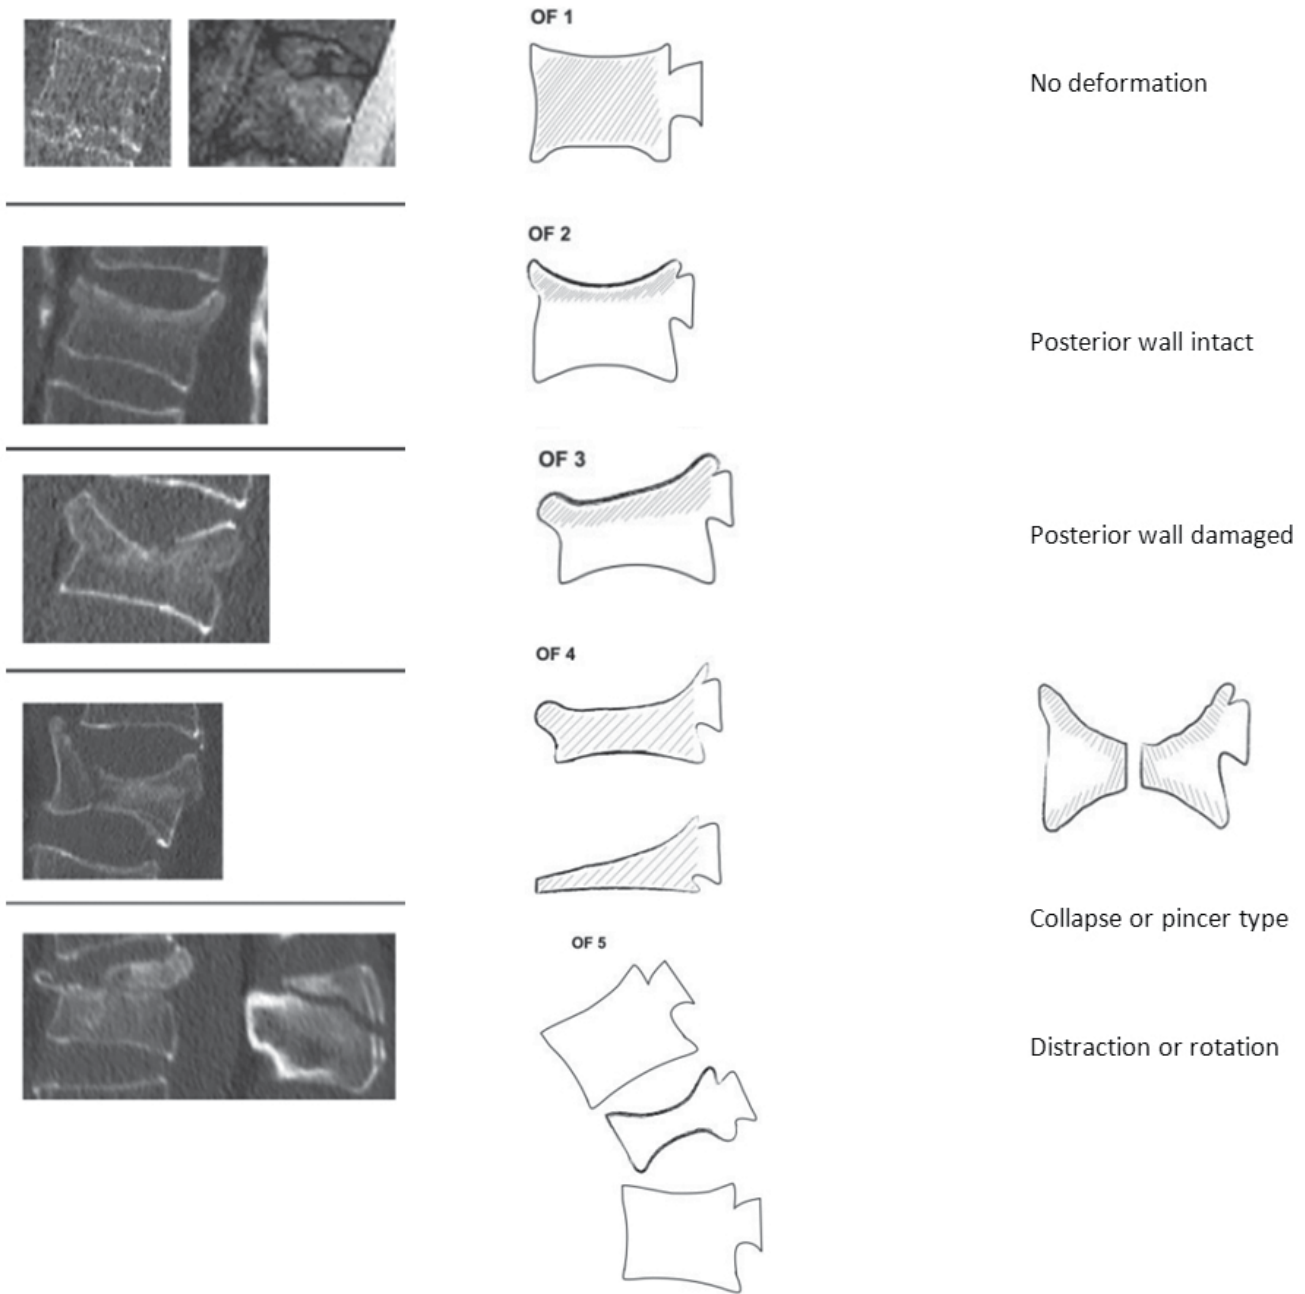 OF 1
No deformation
OF 2
Posterior wall intact
OF 3
Posterior wall damaged
OF 4
Collapse or pincer type
OF 5
Distraction or rotation